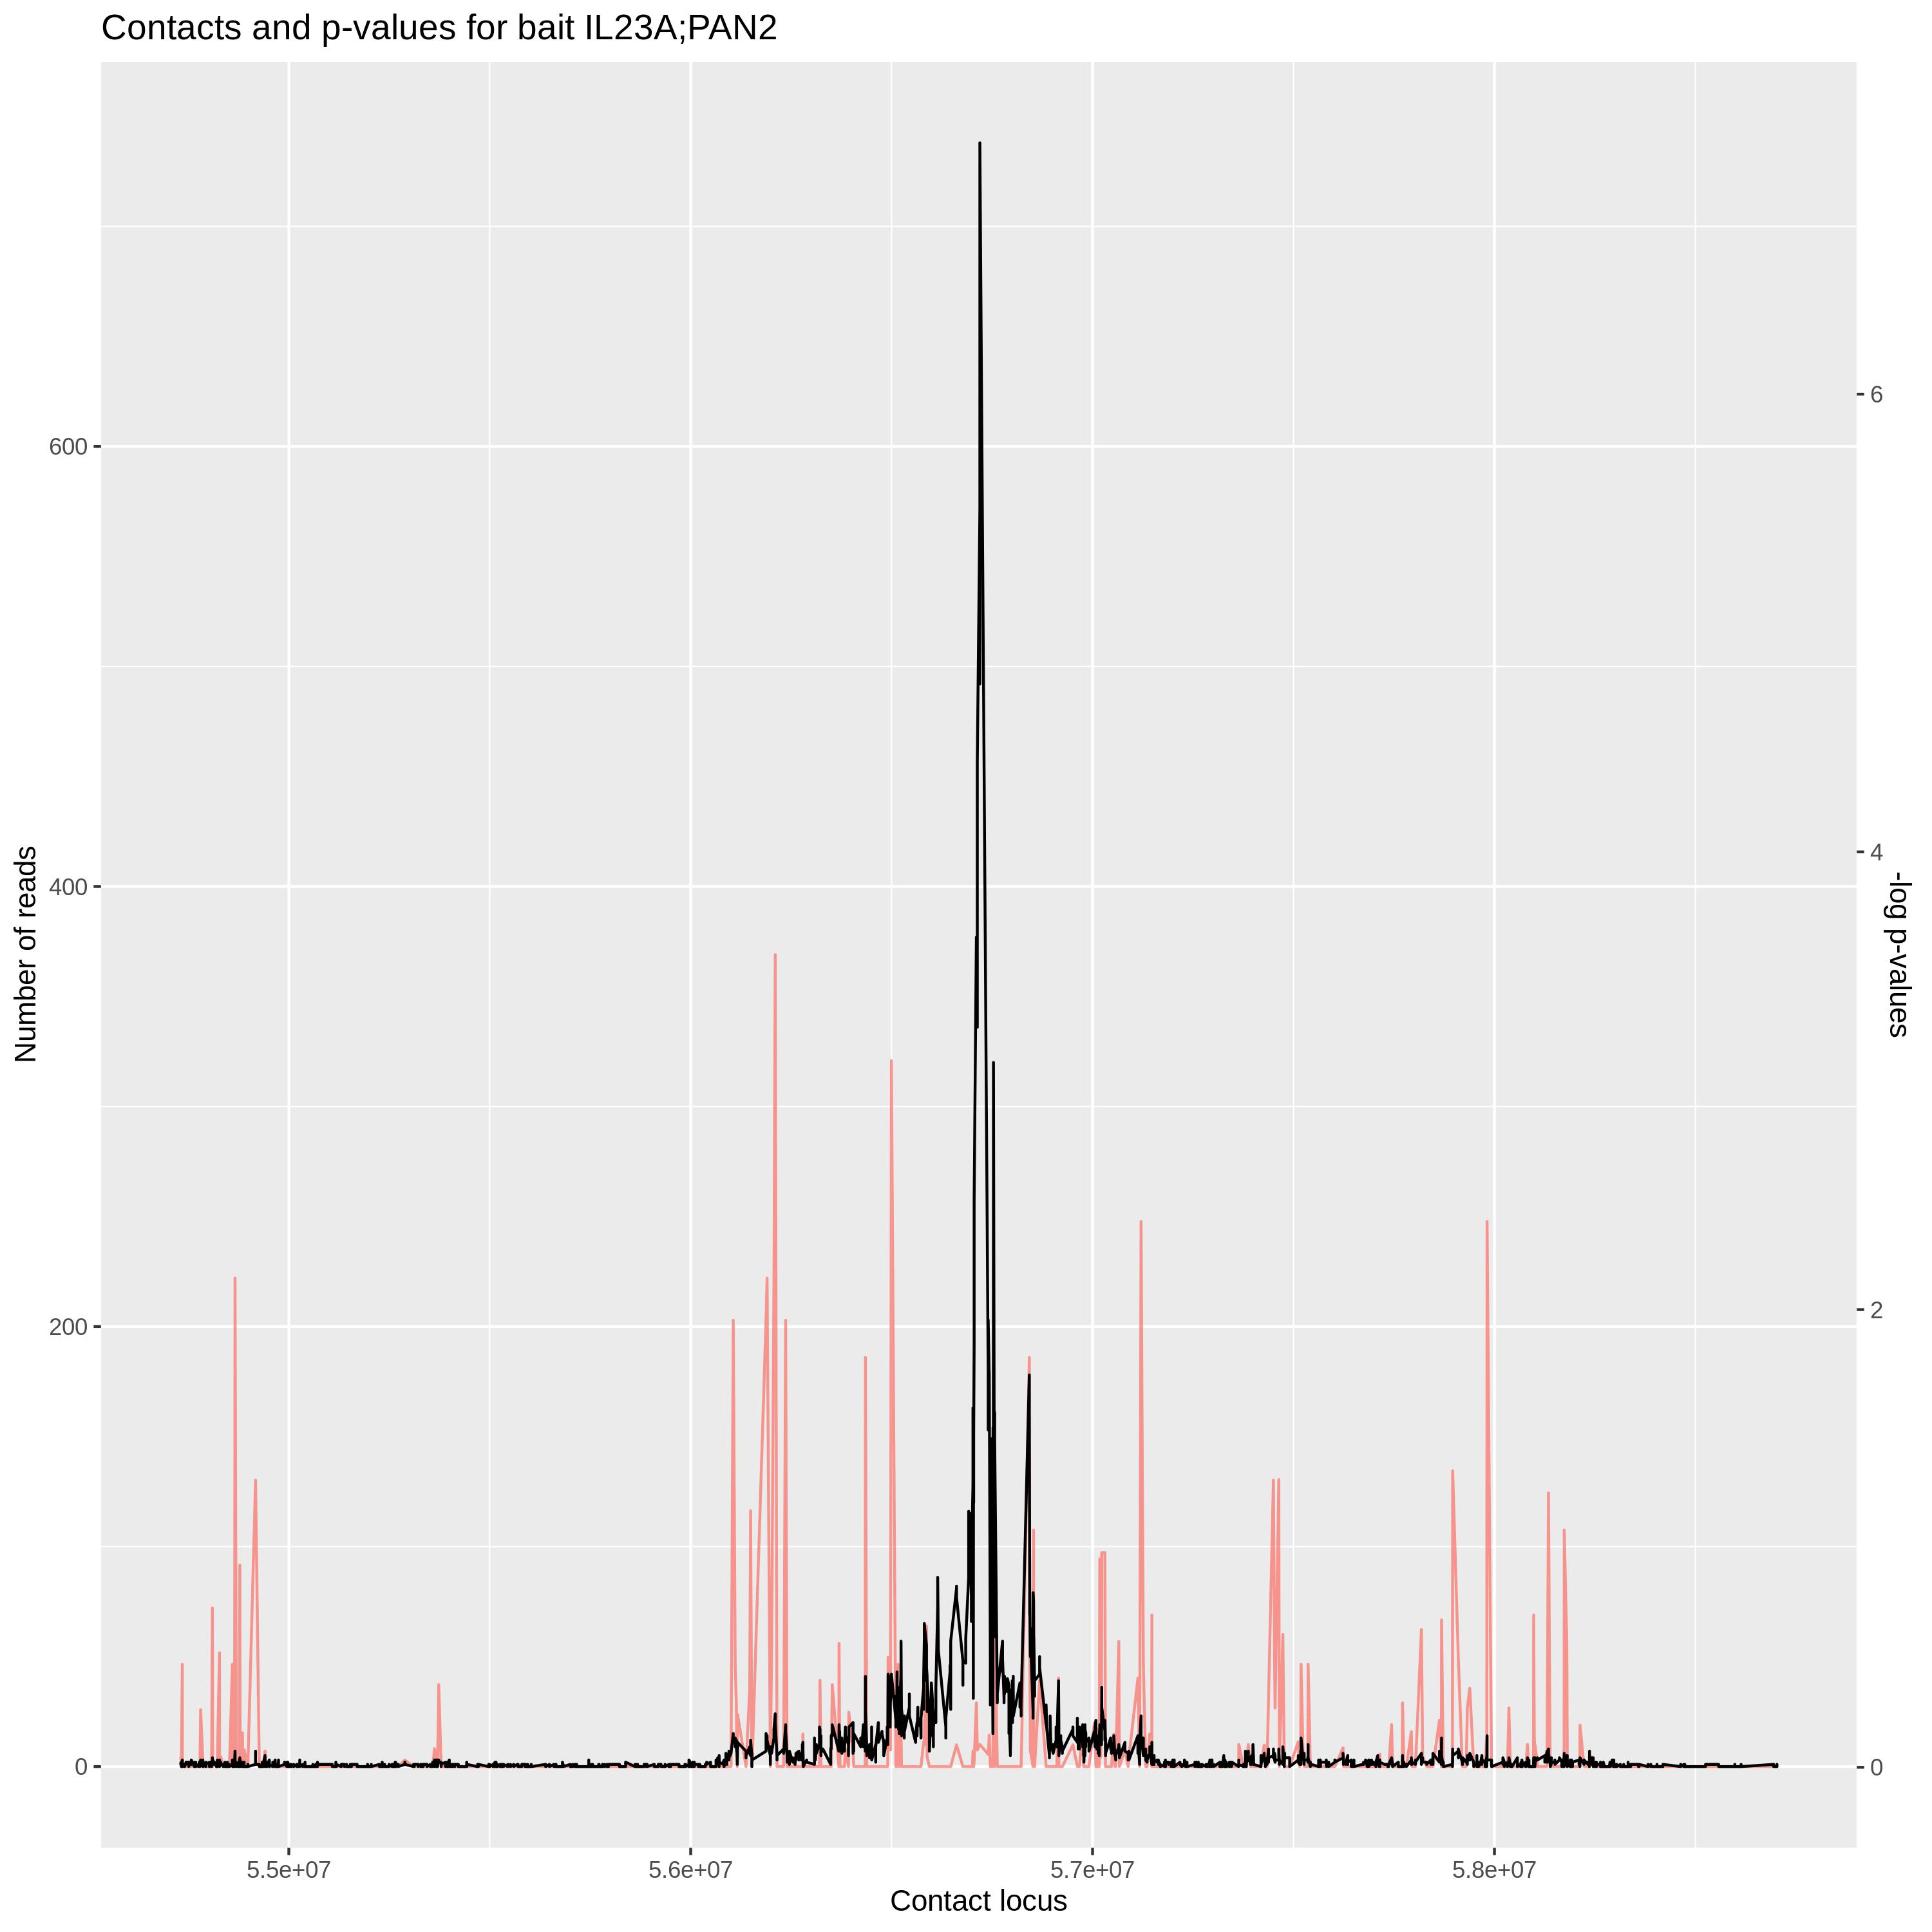 Contacts and p-values for bait IL23A;PAN2
Number of reads
600
400
200
0
6
4
2
0
-log p-values
5.5e+07
5.6e+07
5.7e+07
5.8e+07
Contact locus